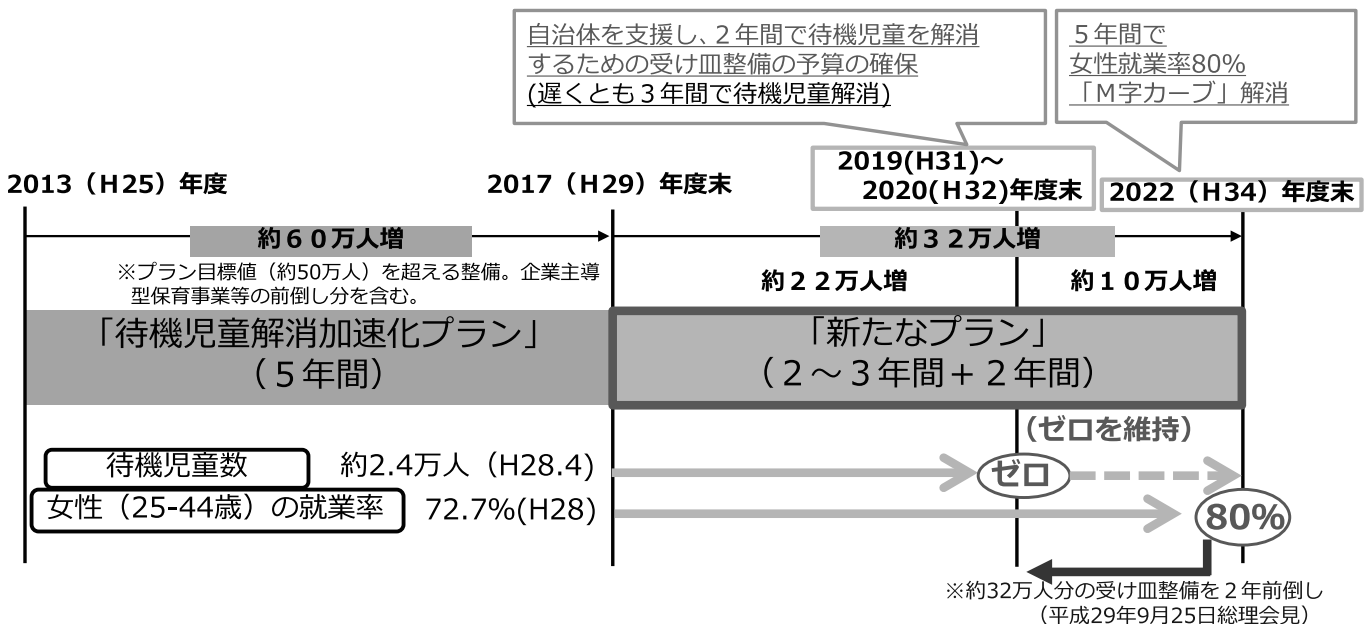 自治体を支援し、２年間で待機児童を解消
するための受け皿整備の予算の確保
(遅くとも３年間で待機児童解消)
５年間で
女性就業率80%
「Ｍ字カーブ」解消
2013（H25）年度
2017（H29）年度末
2019(H31)～
2020(H32)年度末
2022（H34）年度末
約６０万人増
約３２万人増
※プラン目標値（約50万人）を超える整備。企業主導
型保育事業等の前倒し分を含む。
約２２万人増
約１０万人増
「待機児童解消加速化プラン」
（５年間）
「新たなプラン」
（２～３年間＋２年間）
（ゼロを維持）
待機児童数
約2.4万人（H28.4）
ゼロ
女性（25-44歳）の就業率
72.7%(H28)
80%
※約32万人分の受け皿整備を２年前倒し
（平成29年9月25日総理会見）